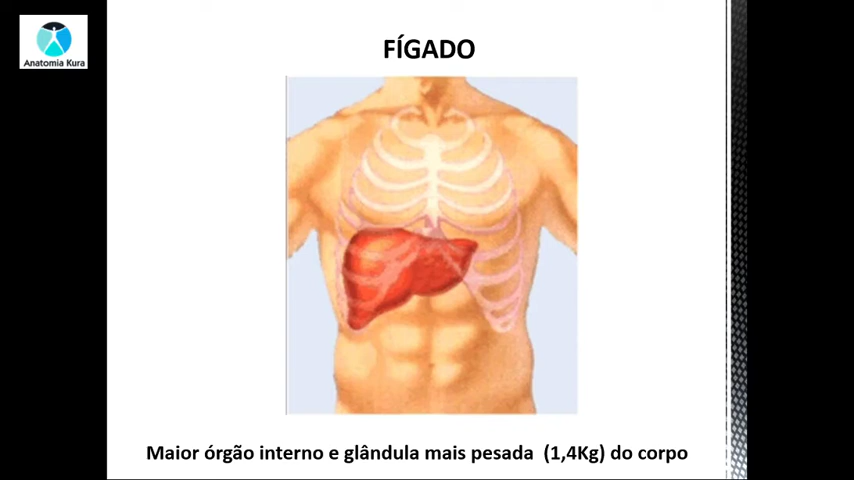 Anatomia Kura
FÍGADO
Maior órgão interno e glândula mais pesada (1,4Kg) do corpo